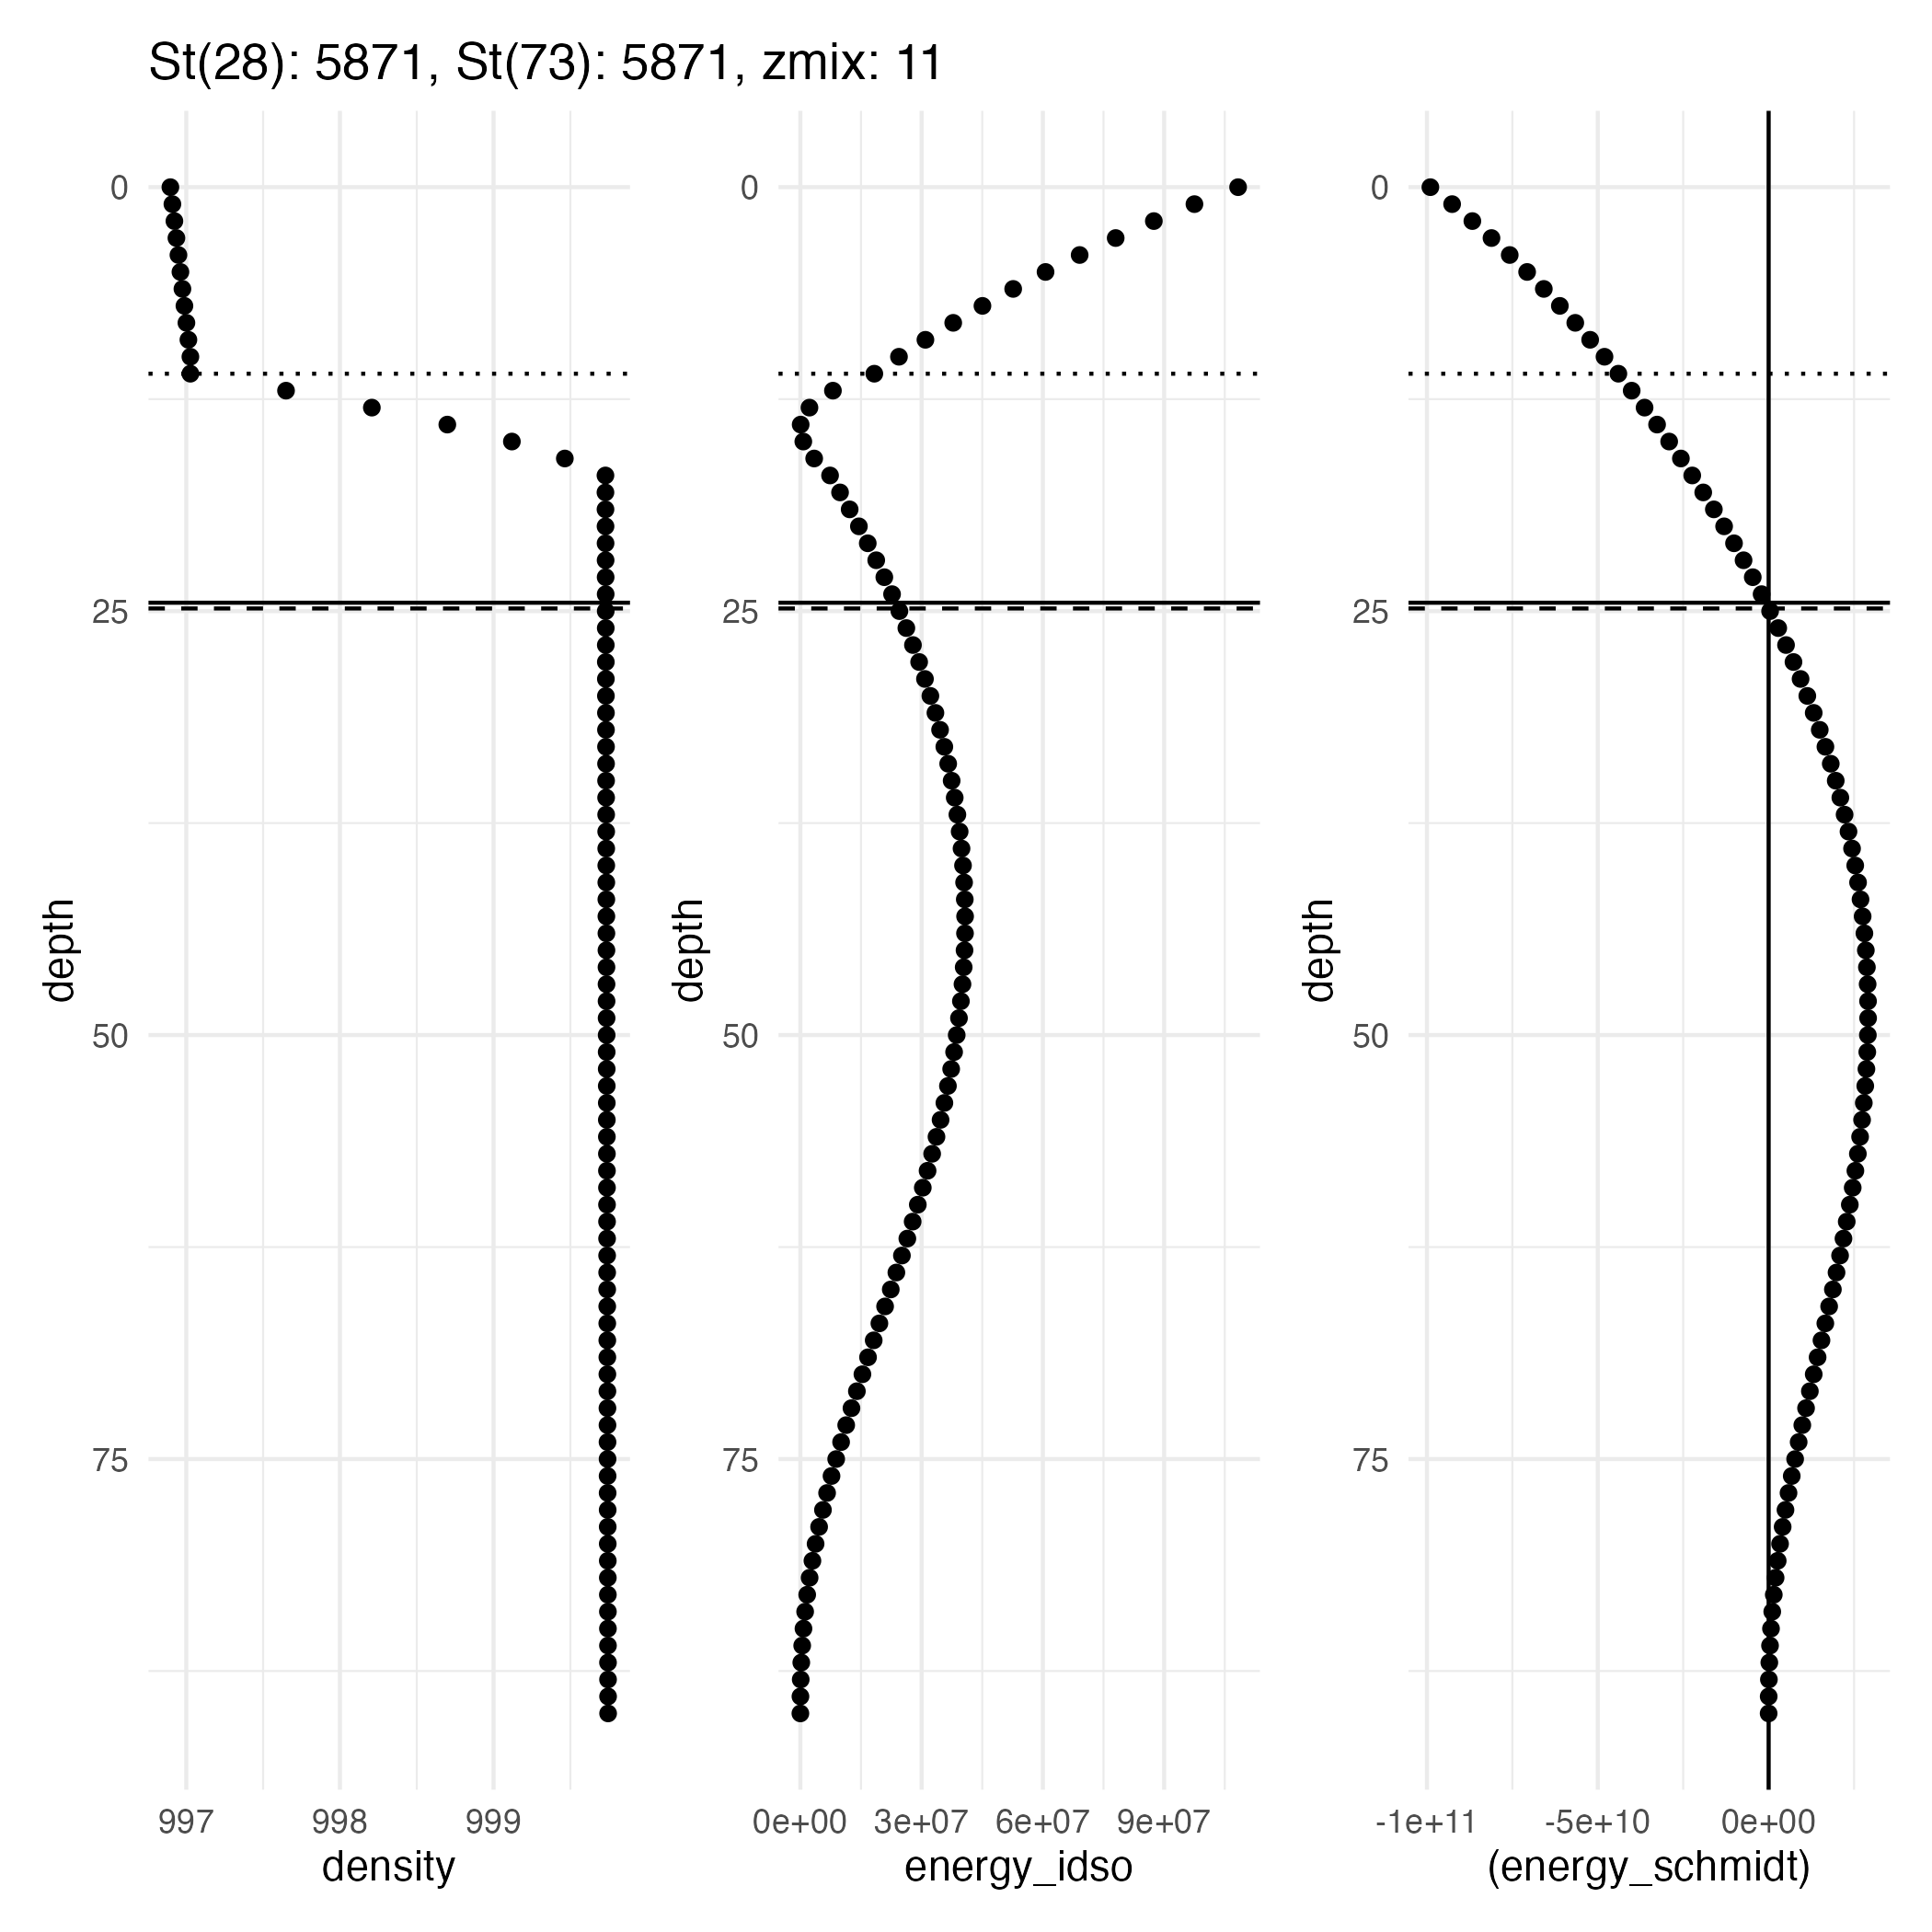 St(28): 5871, St(73): 5871, zmix: 11
0
25
50
75
depth
997 998 999
density
0
25
50
75
depth
0e+00 3e+07 6e+07 9e+07
energy_idso
0
25
50
75
depth
-1e+11 -5e+10 0e+00
(energy_schmidt)